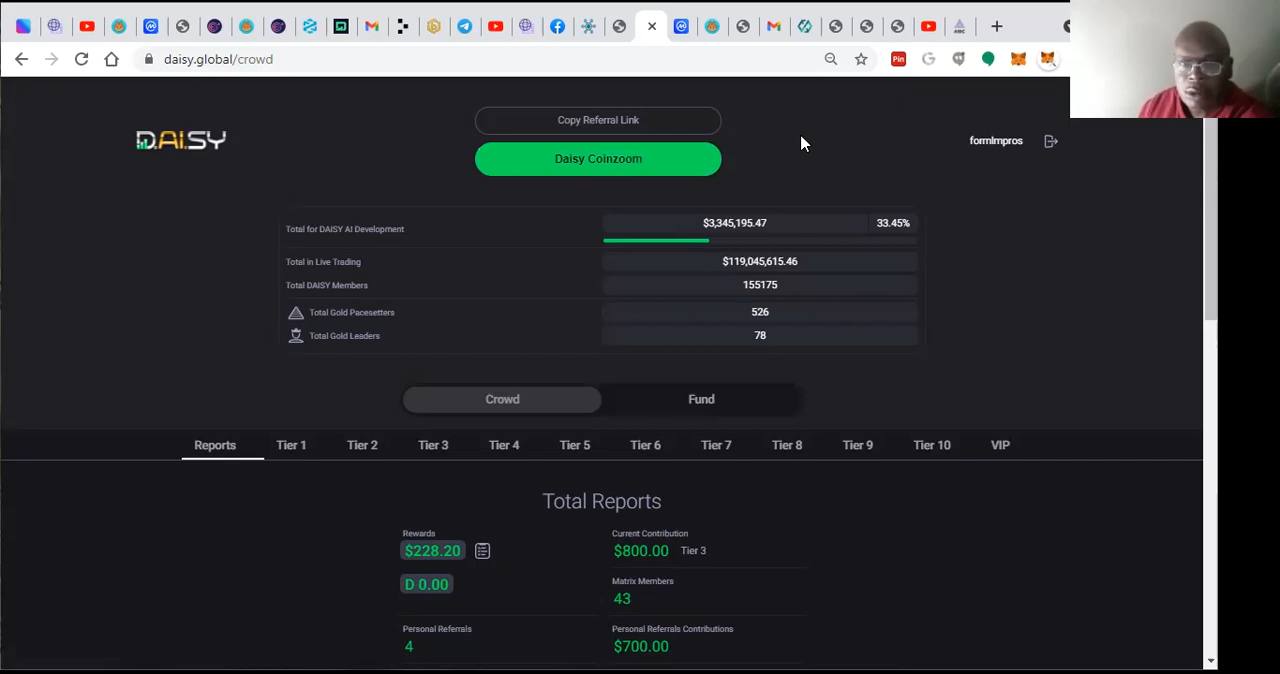 daisy.global/crowd
Pin
Copy Referral Link
DAISY
Daisy Coinzoom
formImpros
Total for DAISY AI Development $3,345,195.47 33.45%
Total in Live Trading $119,045,615.46
Total DAISY Members 155175
Total Gold Pacesetters 526
Total Gold Leaders 78
Crowd Fund
Reports Tier 1 Tier 2 Tier 3 Tier 4 Tier 5 Tier 6 Tier 7 Tier 8 Tier 9 Tier 10 VIP
Total Reports
Rewards Current Contribution
$228.20 $800.00 Tier 3
D 0.00 Matrix Members
43
Personal Referrals Personal Referrals Contributions
4 $700.00